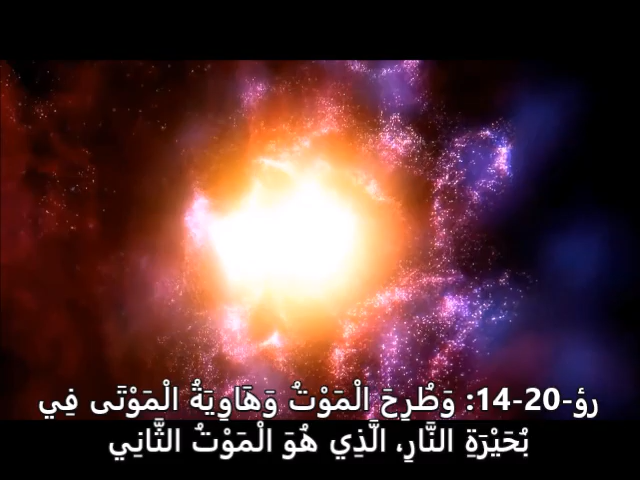 رؤ-20-14: وَطُرِحَ الْمَوْتُ وَهَاوِيَةُ الْمَوْتَى فِي
بُحَيْرَةِ النَّارِ، الَّذِي هُوَ الْمَوْتُ الثَّانِي